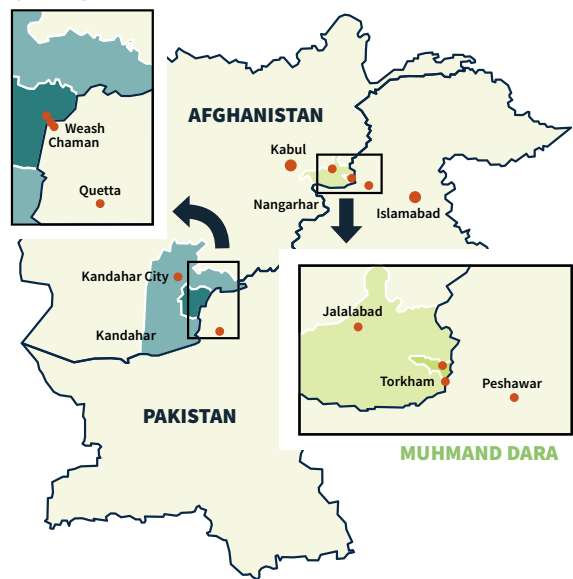 Weash
Chaman
Quetta
AFGHANISTAN
Kabul
Nangarhar
Islamabad
Kandahar City
Kandahar
Jalalabad
Torkham
Peshawar
PAKISTAN
MUHMAND DARA